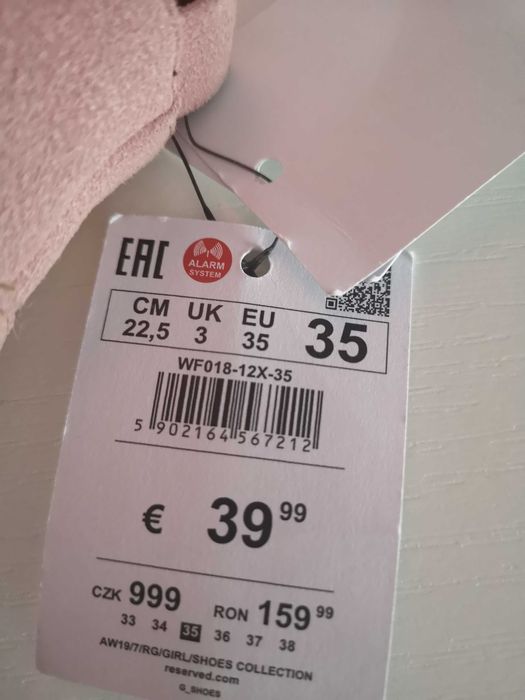 EAC ALARM SYSTEM
CM UK EU
22,5 3 35 35
WF018-12X-35
5 902164 567212
€ 39 99
CZK 999 RON 159 99
33 34 35 36 37 38
AW19/7/RG/GIRL/SHOES COLLECTION
reserved.com
G_SHOES